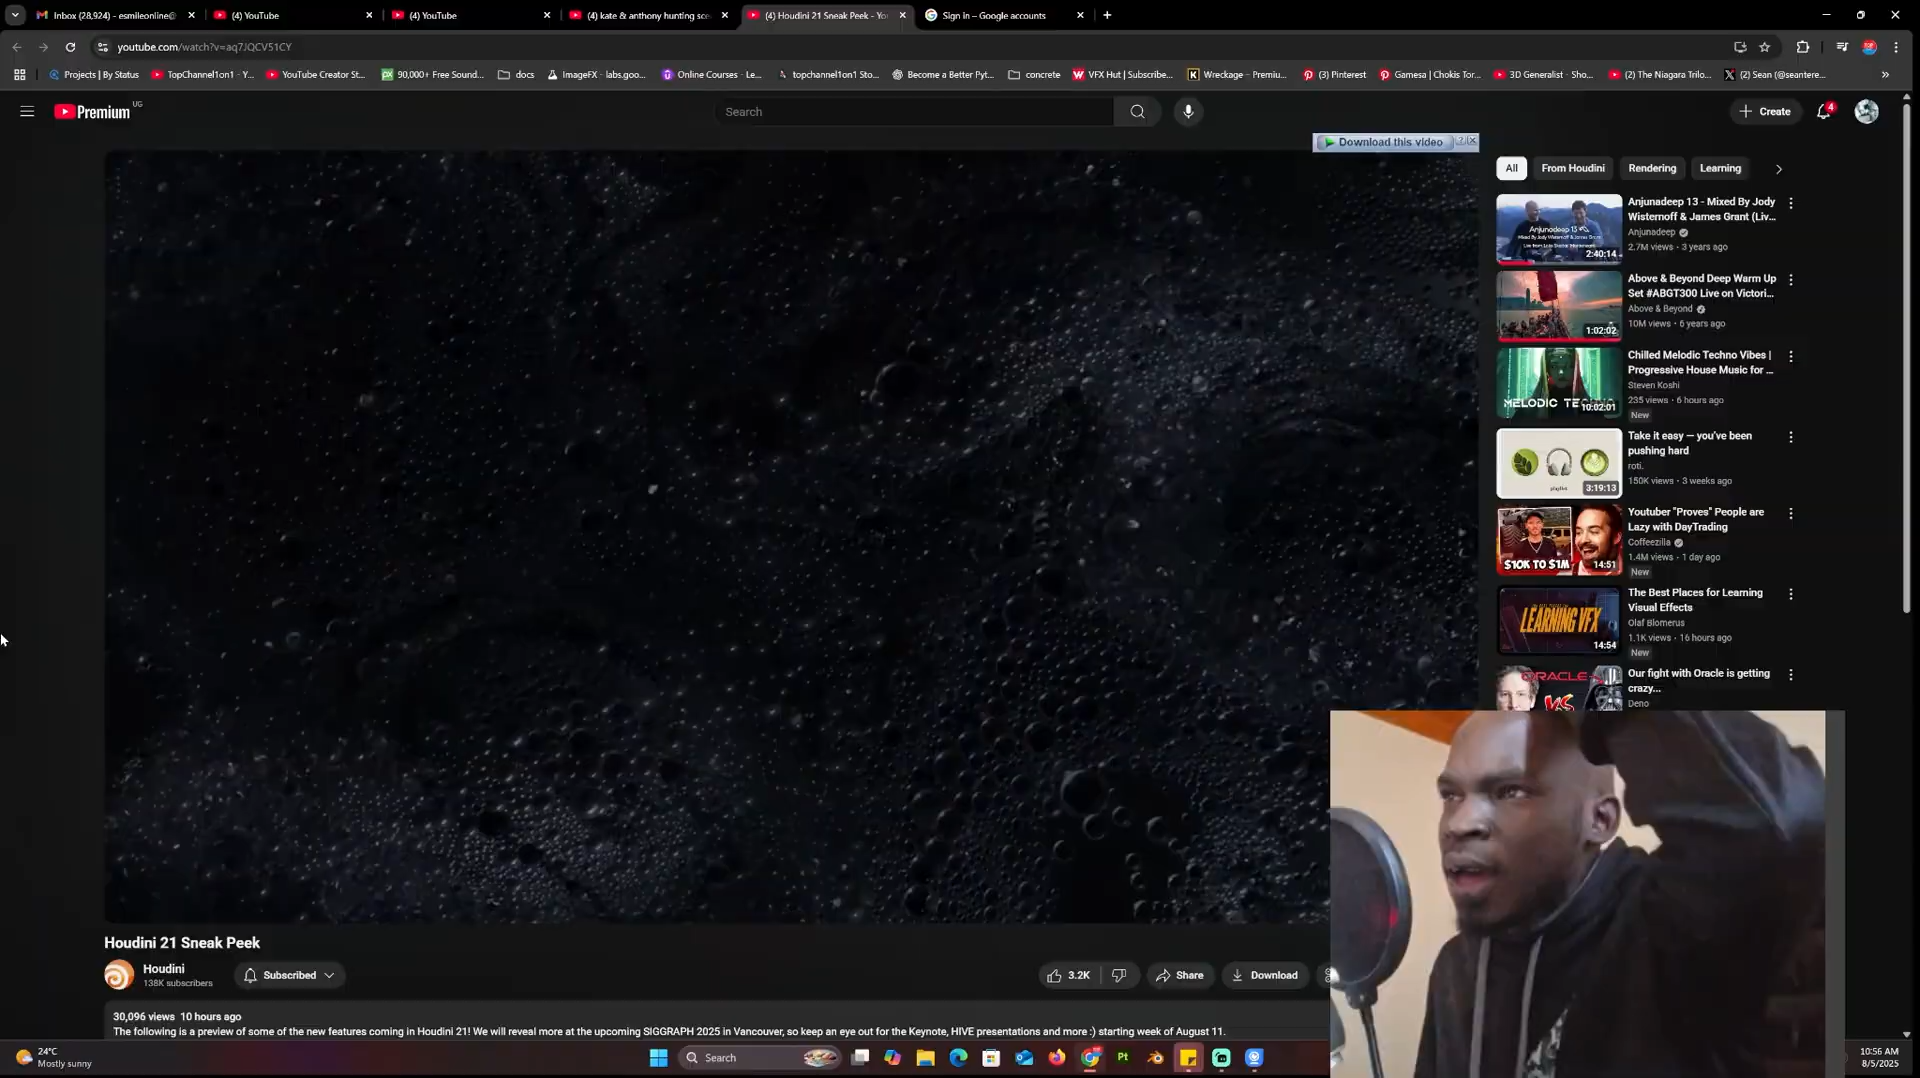 Inbox (28,924) - esmileonline@
(4) YouTube
(4) YouTube
(4) kate & anthony hunting sce
(4) Houdini 21 Sneak Peek - Yo
Sign in – Google accounts
youtube.com/watch?v=aq7JQCV51CY
Projects | By Status
TopChannel1on1 - Y...
YouTube Creator St...
90,000+ Free Sound...
docs
ImageFX - labs.goo...
Online Courses - Le...
topchannel1on1 Sto...
Become a Better Pyt...
concrete
VFX Hut | Subscribe...
Wreckage – Premiu...
(3) Pinterest
Gamesa | Chokis Tor...
3D Generalist - Sho...
(2) The Niagara Trilo...
(2) Sean (@seantere...
Premium
UG
Search
Create
4
Download this video
All
From Houdini
Rendering
Learning
Anjunadeep 13
2:40:14
Anjunadeep 13 - Mixed By Jody
Wisternoff & James Grant (Liv...
Anjunadeep
2.7M views • 3 years ago
1:02:02
Above & Beyond Deep Warm Up
Set #ABGT300 Live on Victori...
Above & Beyond
10M views • 6 years ago
10:02:01
Chilled Melodic Techno Vibes |
Progressive House Music for ...
Steven Koshi
235 views • 6 hours ago
New
playlist
3:19:13
Take it easy — you've been
pushing hard
roti.
150K views • 3 weeks ago
$10K TO $1M
14:51
Youtuber "Proves" People are
Lazy with DayTrading
Coffeezilla
1.4M views • 1 day ago
New
LEARNING VFX
14:54
The Best Places for Learning
Visual Effects
Olaf Blomerus
1.1K views • 16 hours ago
New
ORACLE
VS
Our fight with Oracle is getting
crazy...
Deno
Houdini 21 Sneak Peek
Houdini
138K subscribers
Subscribed
3.2K
Share
Download
30,096 views 10 hours ago
The following is a preview of some of the new features coming in Houdini 21! We will reveal more at the upcoming SIGGRAPH 2025 in Vancouver, so keep an eye out for the Keynote, HIVE presentations and more :) starting week of August 11.
24°C
Mostly sunny
Search
Pt
10:56 AM
8/5/2025